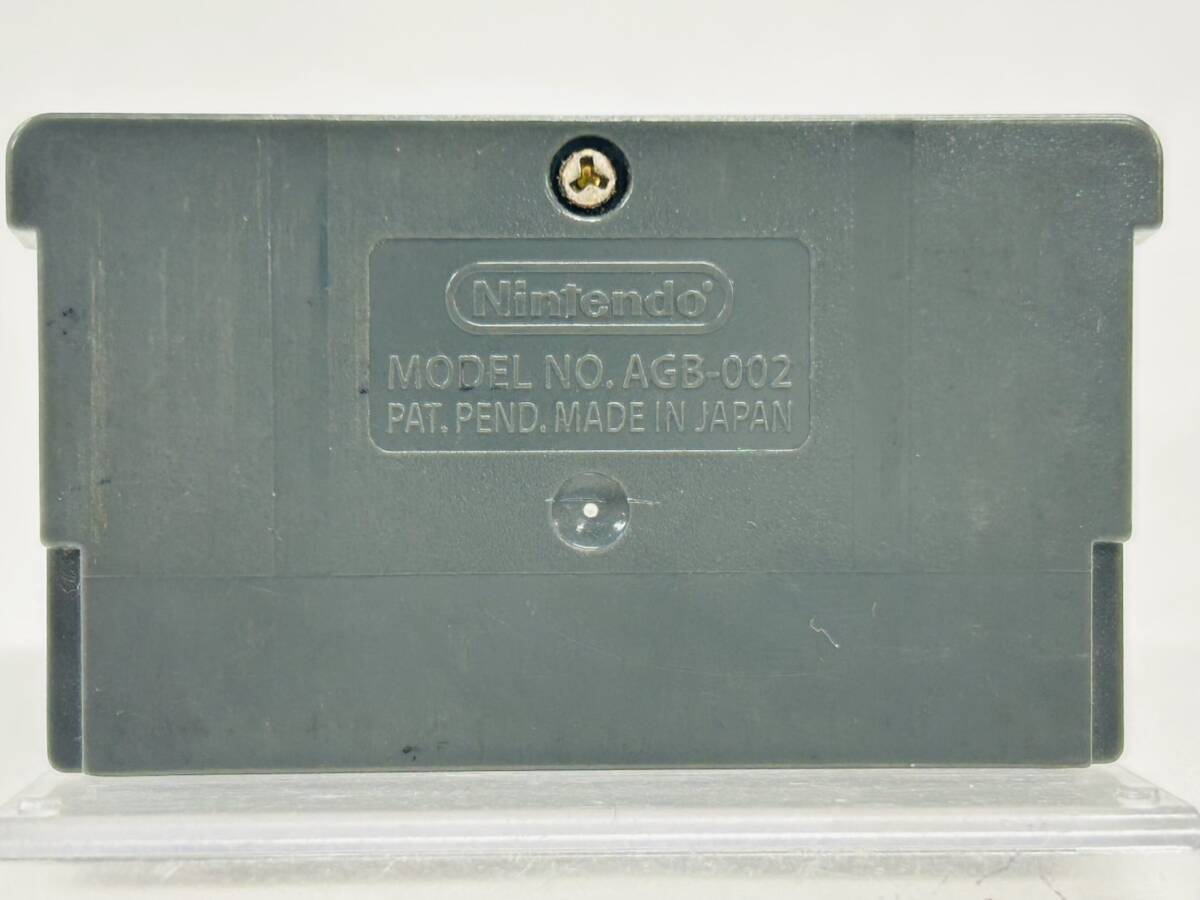 Nintendo®
MODEL NO. AGB-002
PAT. PEND. MADE IN JAPAN